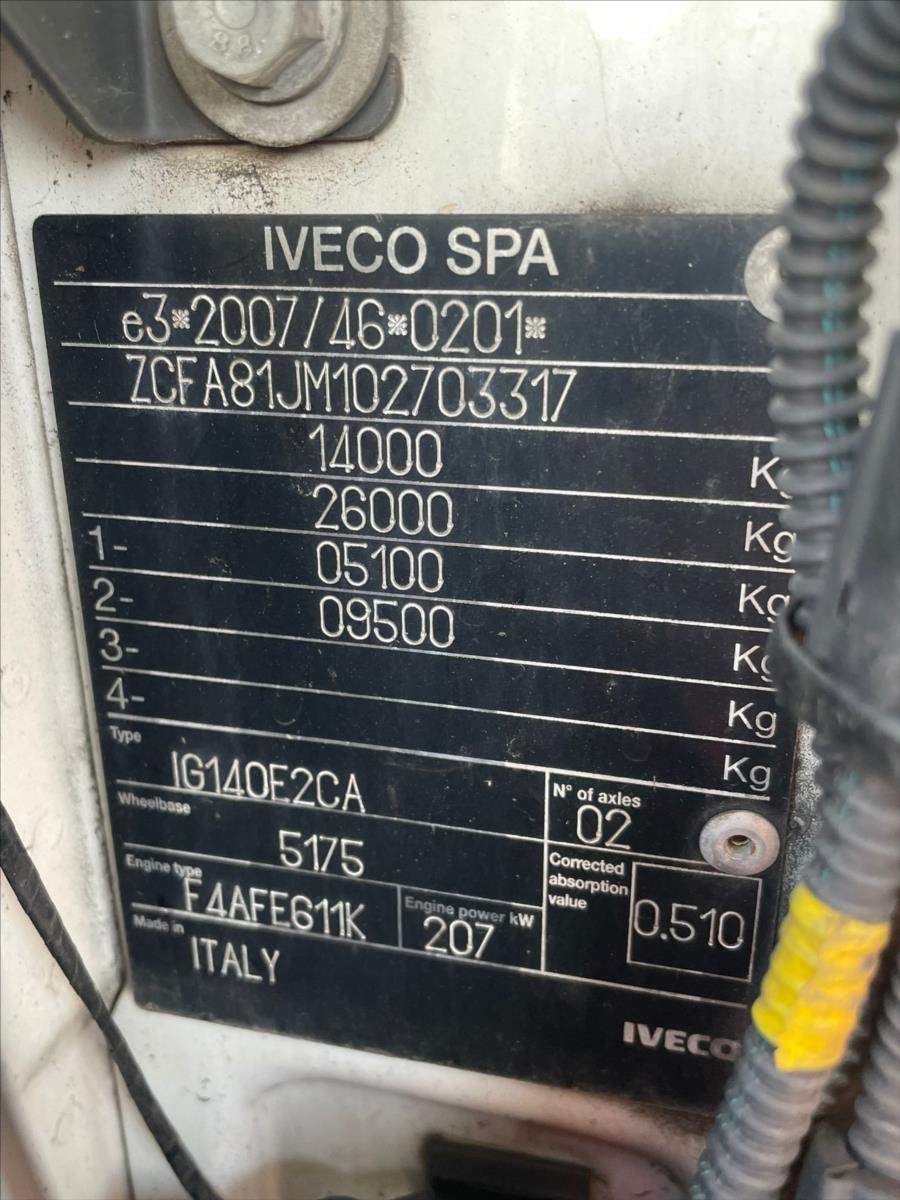 88
IVECO SPA
e3*2007/46*0201*
ZCFA81JM102703317
14000 Kg
26000 Kg
1- 05100 Kg
2- 09500 Kg
3- Kg
4- Kg
Type
IG140E2CA
N° of axles
02
Wheelbase
5175
Corrected absorption value
0.510
Engine type
F4AFE611K
Engine power kW
207
Made in
ITALY
IVECO